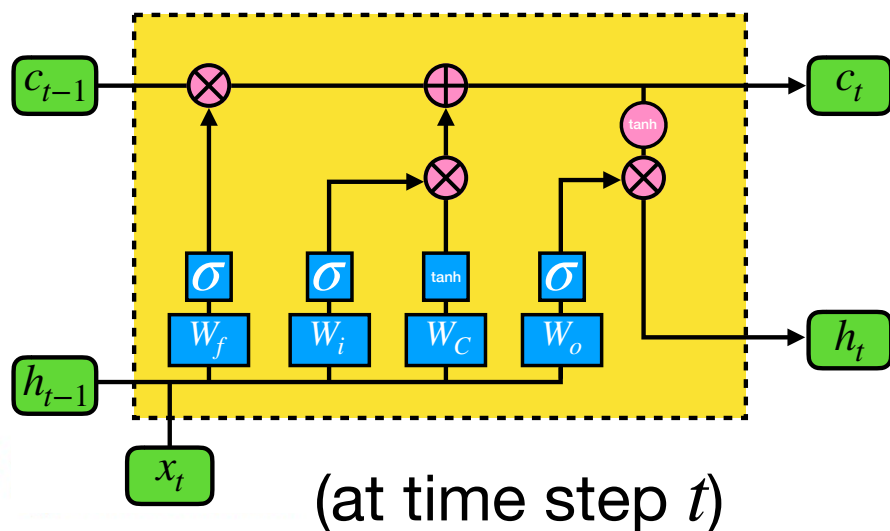 c_{t-1}
c_t
tanh
σ σ tanh σ
W_f W_i W_C W_o
h_{t-1}
h_t
x_t
(at time step t)